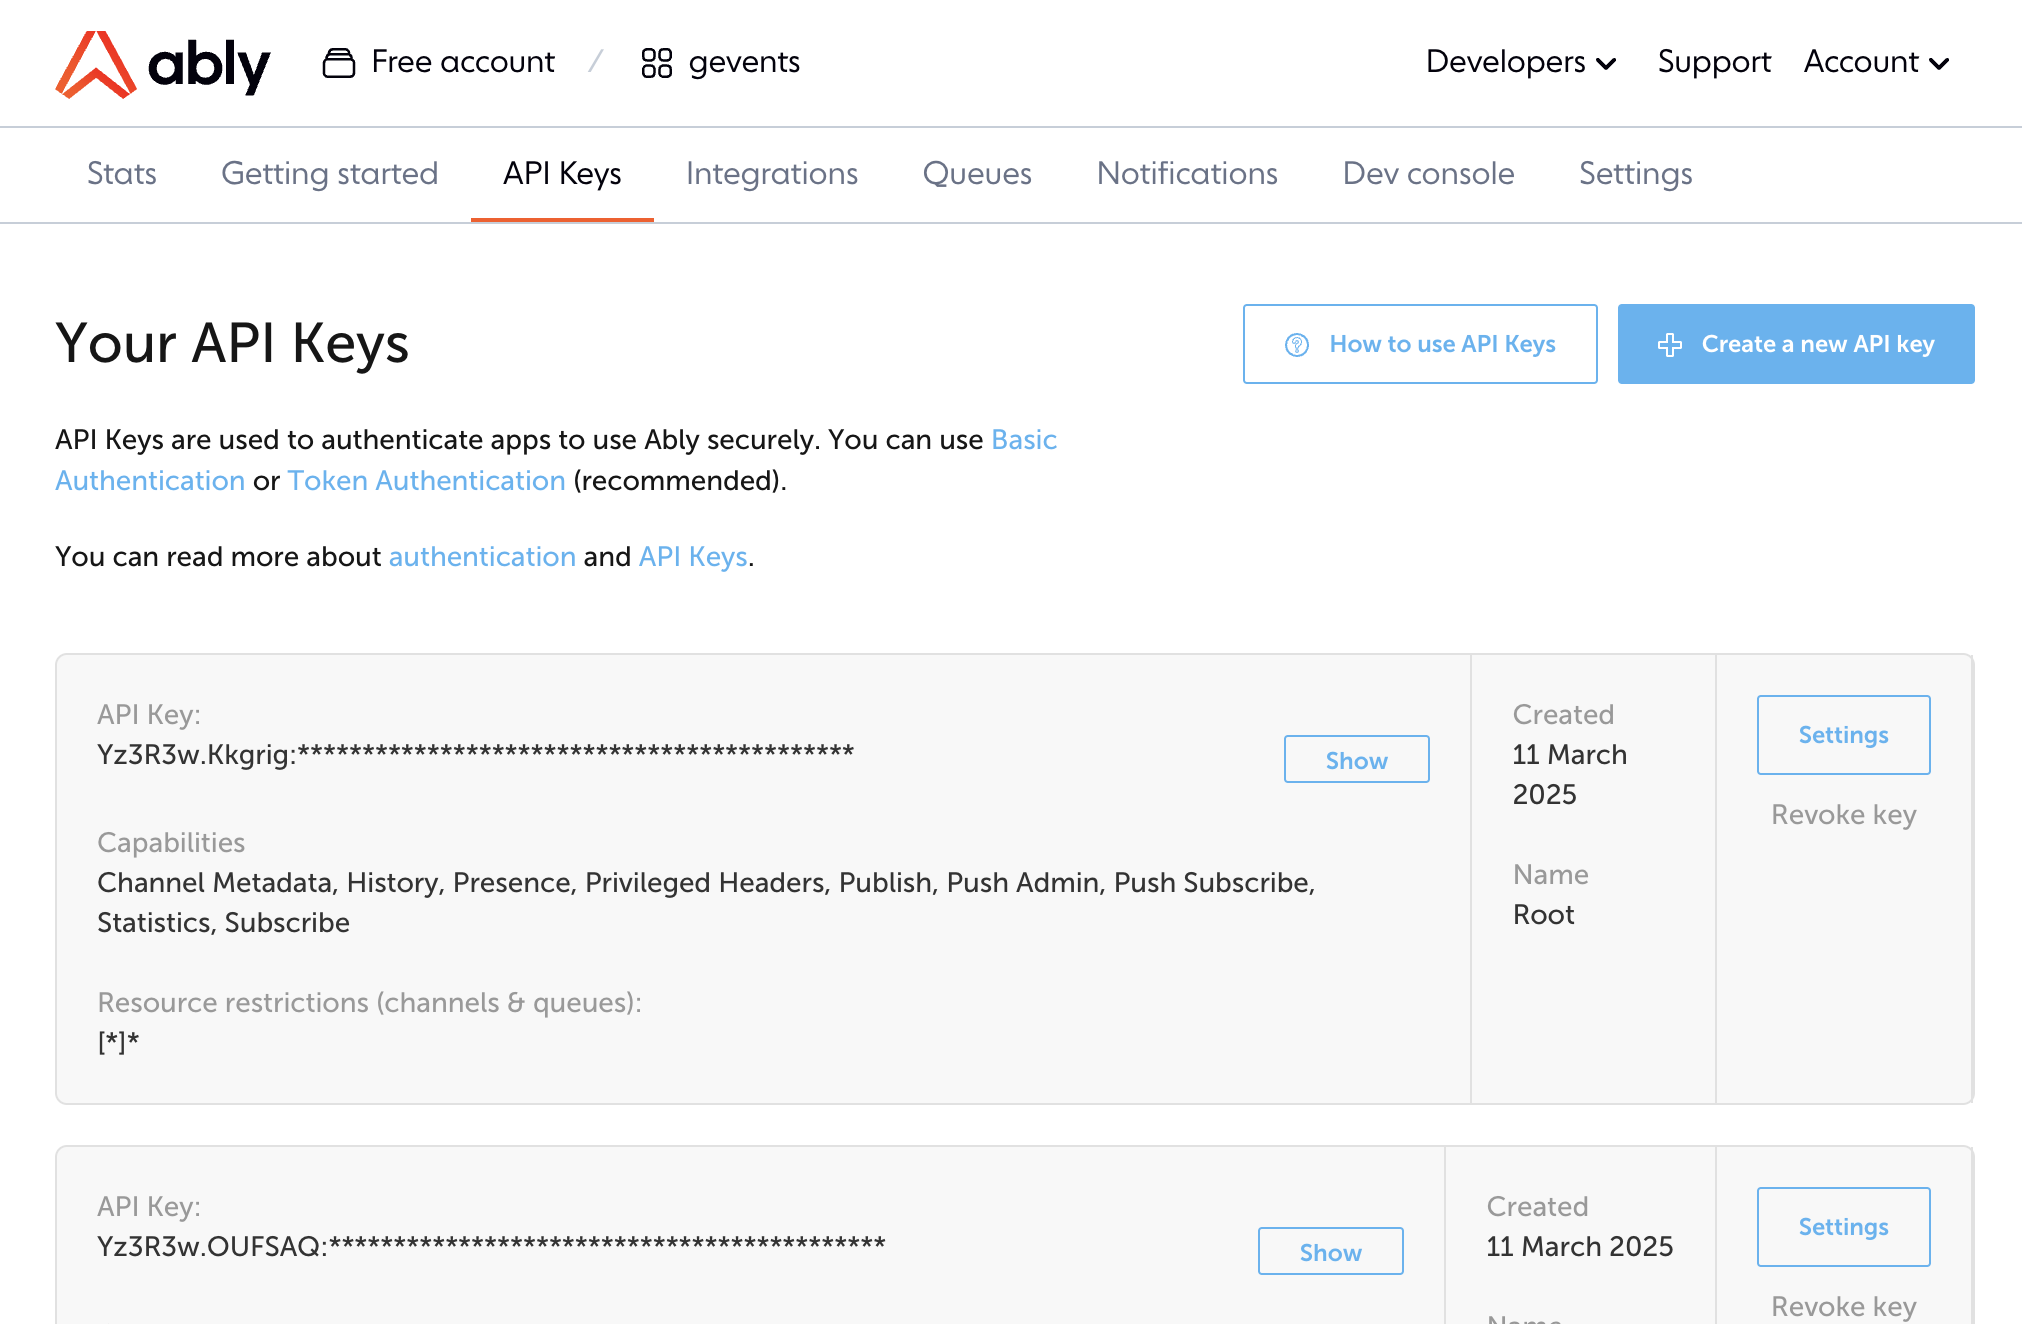 ably
Free account / gevents
Developers
Support
Account
Stats
Getting started
API Keys
Integrations
Queues
Notifications
Dev console
Settings
Your API Keys
How to use API Keys
Create a new API key
API Keys are used to authenticate apps to use Ably securely. You can use Basic
Authentication or Token Authentication (recommended).
You can read more about authentication and API Keys.
API Key:
Yz3R3w.Kkgrig:*******************************************
Show
Capabilities
Channel Metadata, History, Presence, Privileged Headers, Publish, Push Admin, Push Subscribe,
Statistics, Subscribe
Resource restrictions (channels & queues):
[*]*
Created
11 March
2025
Name
Root
Settings
Revoke key
API Key:
Yz3R3w.OUFSAQ:*******************************************
Show
Created
11 March 2025
Name
Settings
Revoke key